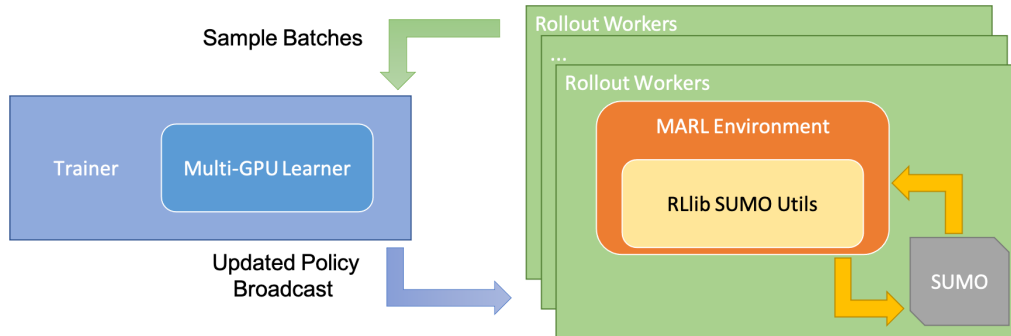 Sample Batches
Trainer
Multi-GPU Learner
Updated Policy
Broadcast
Rollout Workers
...
Rollout Workers
MARL Environment
RLlib SUMO Utils
SUMO